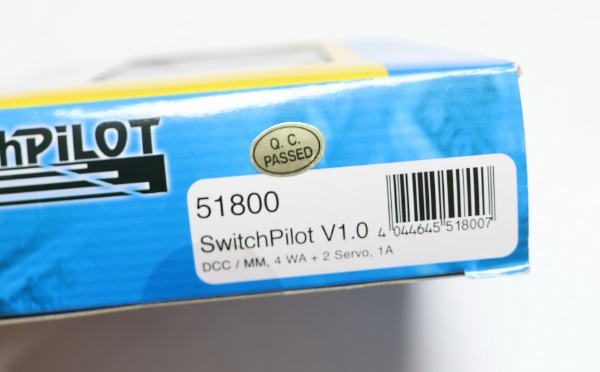 hPiLOT
Q. C.
PASSED
51800
SwitchPilot V1.0
4 044645 518007
DCC / MM, 4 WA + 2 Servo, 1A